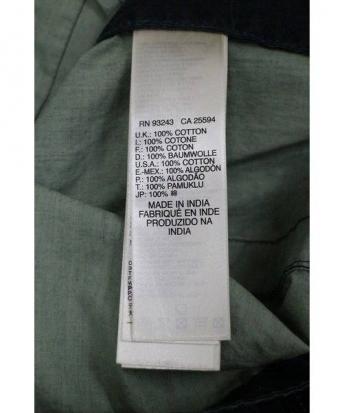 RN 93243 CA 25594
U.K.: 100% COTTON
I.: 100% COTONE
F.: 100% COTON
D.: 100% BAUMWOLLE
U.S.A.: 100% COTTON
E.-MEX.: 100% ALGODÓN
P.: 100% ALGODÃO
T.: 100% PAMUKLU
JP: 100% 綿
MADE IN INDIA
FABRIQUÉ EN INDE
PRODUZIDO NA
INDIA